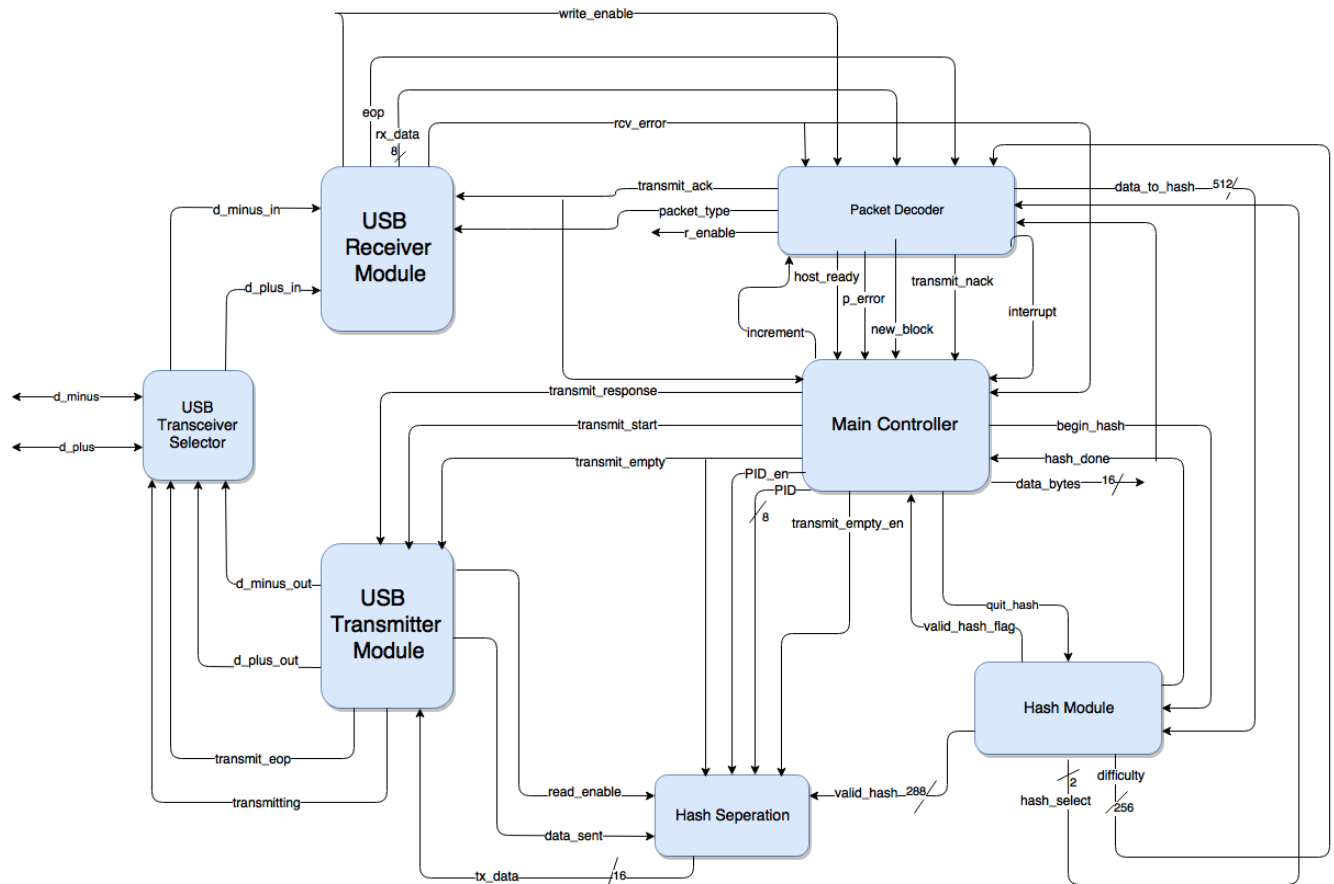 write_enable
eop
rx_data
8
rcv_error
USB
Receiver
Module
transmit_ack
packet_type
r_enable
Packet Decoder
data_to_hash
512
d_minus_in
d_plus_in
host_ready
p_error
new_block
transmit_nack
interrupt
increment
d_minus
d_plus
USB
Transceiver
Selector
transmit_response
transmit_start
transmit_empty
Main Controller
begin_hash
hash_done
data_bytes
16
PID_en
PID
8
transmit_empty_en
d_minus_out
d_plus_out
USB
Transmitter
Module
quit_hash
valid_hash_flag
Hash Module
transmit_eop
transmitting
read_enable
data_sent
tx_data
16
Hash Seperation
valid_hash
288
2
hash_select
difficulty
256